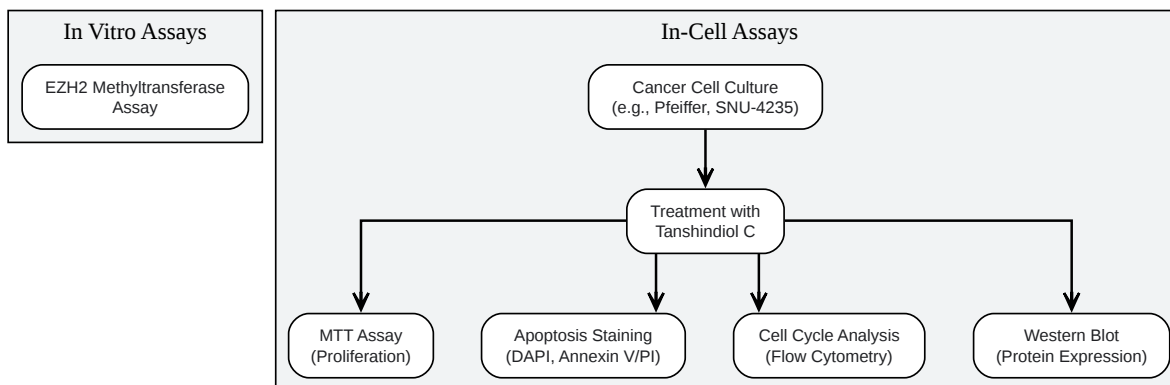 In Vitro Assays
EZH2 Methyltransferase
Assay
In-Cell Assays
Cancer Cell Culture
(e.g., Pfeiffer, SNU-4235)
Treatment with
Tanshindiol C
MTT Assay
(Proliferation)
Apoptosis Staining
(DAPI, Annexin V/PI)
Cell Cycle Analysis
(Flow Cytometry)
Western Blot
(Protein Expression)